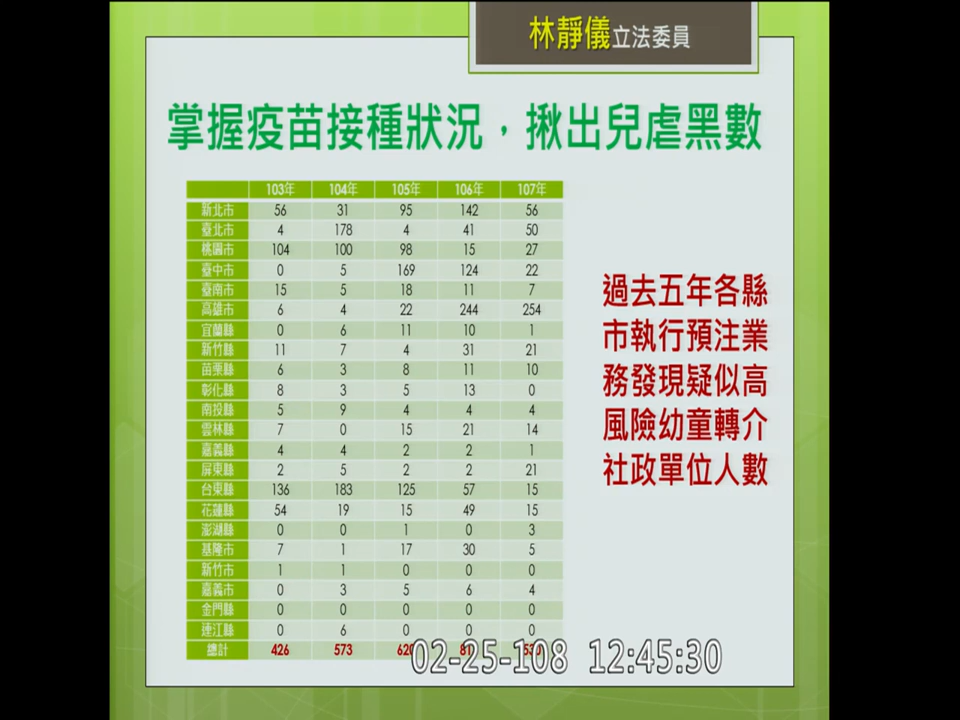 林靜儀立法委員
掌握疫苗接種狀況，揪出兒虐黑數
103年 104年 105年 106年 107年
新北市 56 31 95 142 56
臺北市 4 178 4 41 50
桃園市 104 100 98 15 27
臺中市 0 5 169 124 22
臺南市 15 5 18 11 7
高雄市 6 4 22 244 254
宜蘭縣 0 6 11 10 1
新竹縣 11 7 4 31 21
苗栗縣 6 3 8 11 10
彰化縣 8 3 5 13 0
南投縣 5 9 4 4 4
雲林縣 7 0 15 21 14
嘉義縣 4 4 2 2 1
屏東縣 2 5 2 2 21
台東縣 136 183 125 57 15
花蓮縣 54 19 15 49 15
澎湖縣 0 0 1 0 3
基隆市 7 1 17 30 5
新竹市 1 1 0 0 0
嘉義市 0 3 5 6 4
金門縣 0 0 0 0 0
連江縣 0 6 0 0 0
總計 426 573
過去五年各縣
市執行預注業
務發現疑似高
風險幼童轉介
社政單位人數
02-25-108 12:45:30